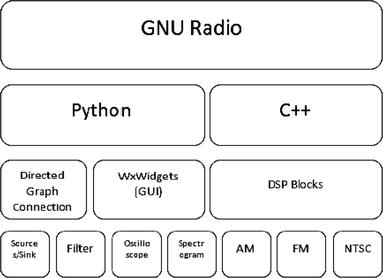 GNU Radio
Python
C++
Directed
Graph
Connection
WxWidgets
(GUI)
DSP Blocks
Source
s/Sink
Filter
Oscillo
scope
Spectr
ogram
AM
FM
NTSC